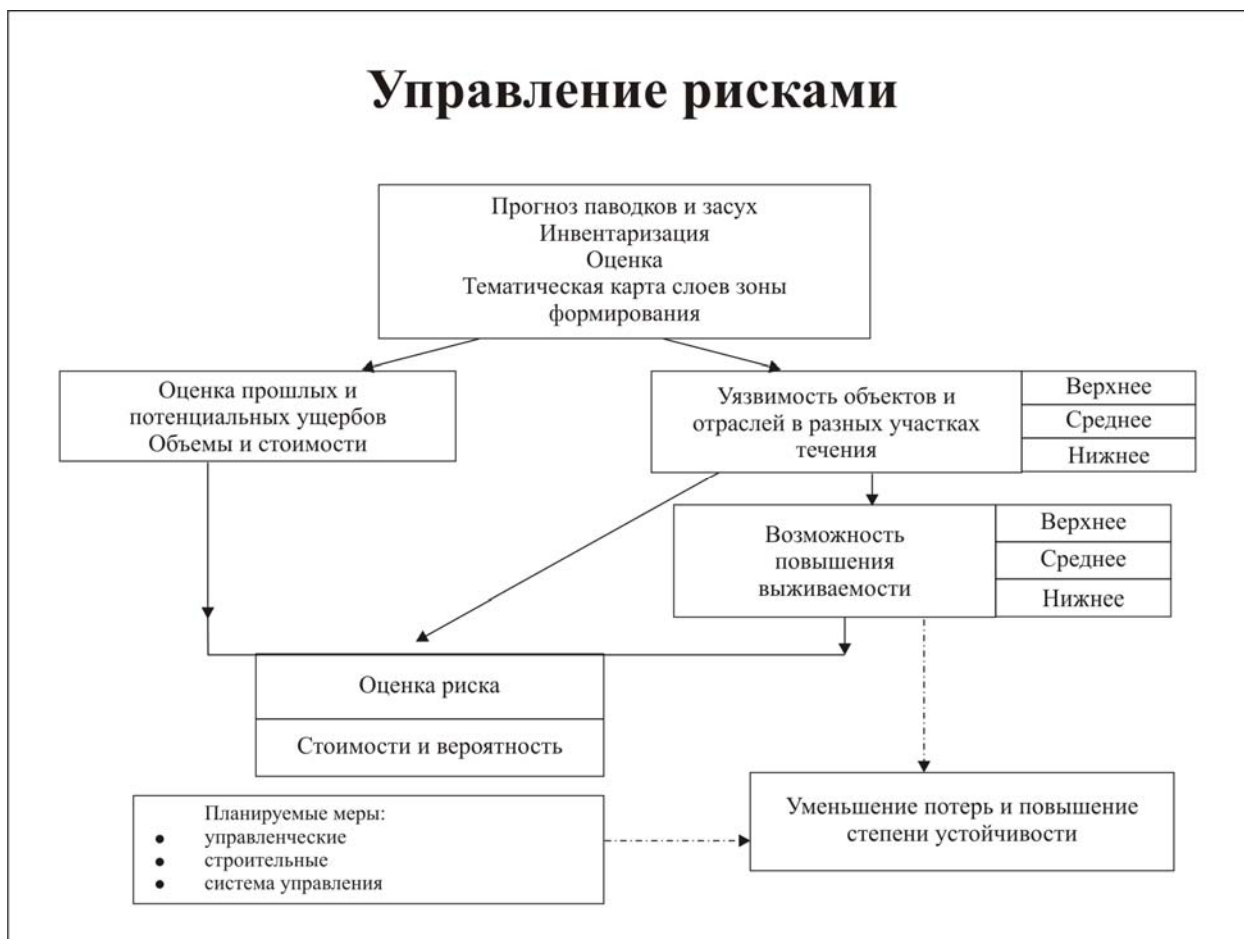 Управление рисками
Прогноз паводков и засух
Инвентаризация
Оценка
Тематическая карта слоев зоны
формирования
Оценка прошлых и
потенциальных ущербов
Объемы и стоимости
Уязвимость объектов и
отраслей в разных участках
течения
Верхнее
Среднее
Нижнее
Возможность
повышения
выживаемости
Верхнее
Среднее
Нижнее
Оценка риска
Стоимости и вероятность
Планируемые меры:
● управленческие
● строительные
● система управления
Уменьшение потерь и повышение
степени устойчивости